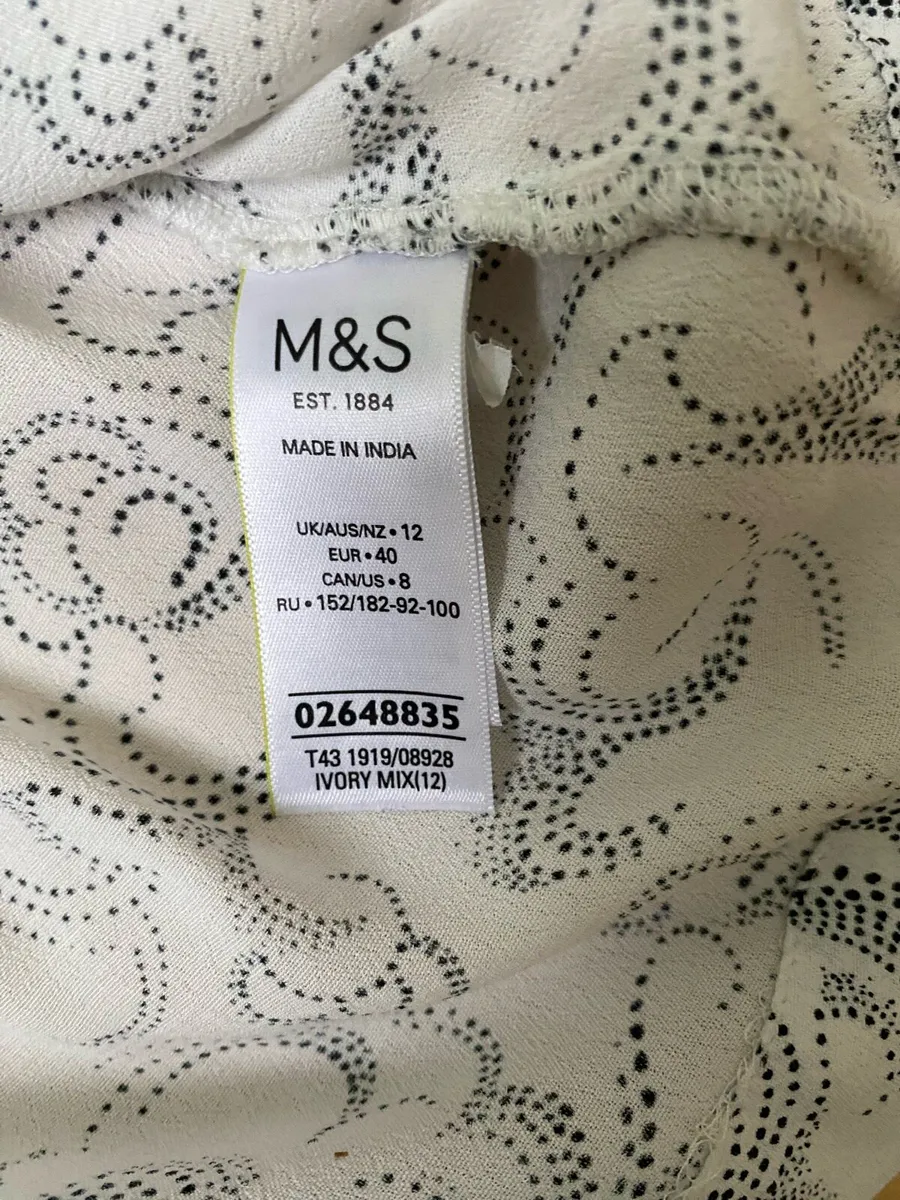 M&S
EST. 1884
MADE IN INDIA
UK/AUS/NZ • 12
EUR • 40
CAN/US • 8
RU • 152/182-92-100
02648835
T43 1919/08928
IVORY MIX(12)